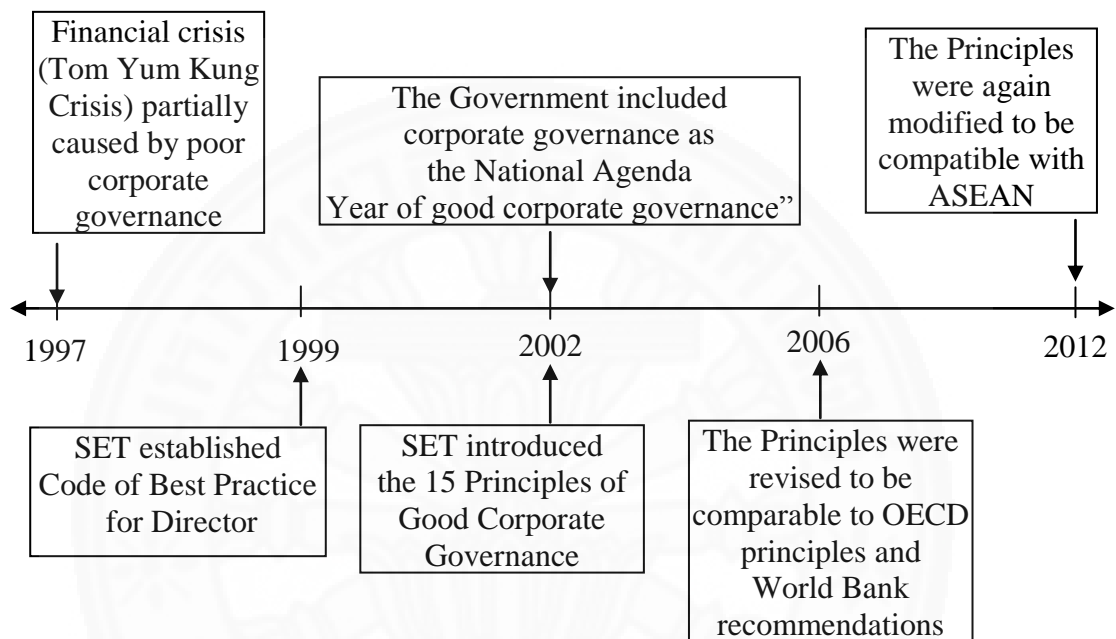 Financial crisis
(Tom Yum Kung
Crisis) partially
caused by poor
corporate
governance
The Government included
corporate governance as
the National Agenda
Year of good corporate governance”
The Principles
were again
modified to be
compatible with
ASEAN
1997
1999
2002
2006
2012
SET established
Code of Best Practice
for Director
SET introduced
the 15 Principles of
Good Corporate
Governance
The Principles were
revised to be
comparable to OECD
principles and
World Bank
recommendations